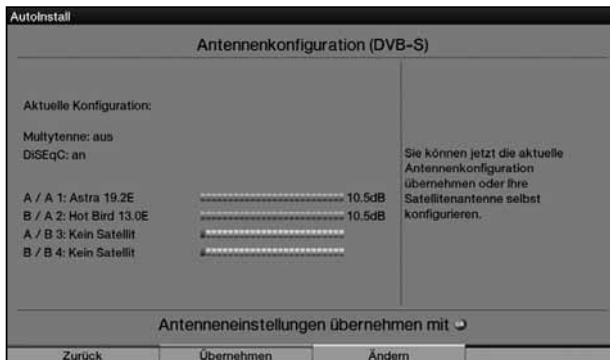 AutoInstall
Antennenkonfiguration (DVB-S)
Aktuelle Konfiguration:
Multytenne: aus
DiSEqC: an
A / A 1: Astra 19.2E 10.5dB
B / A 2: Hot Bird 13.0E 10.5dB
A / B 3: Kein Satellit
B / B 4: Kein Satellit
Sie können jetzt die aktuelle
Antennenkonfiguration
übernehmen oder Ihre
Satellitenantenne selbst
konfigurieren.
Antenneneinstellungen übernehmen mit
Zurück Übernehmen Ändern